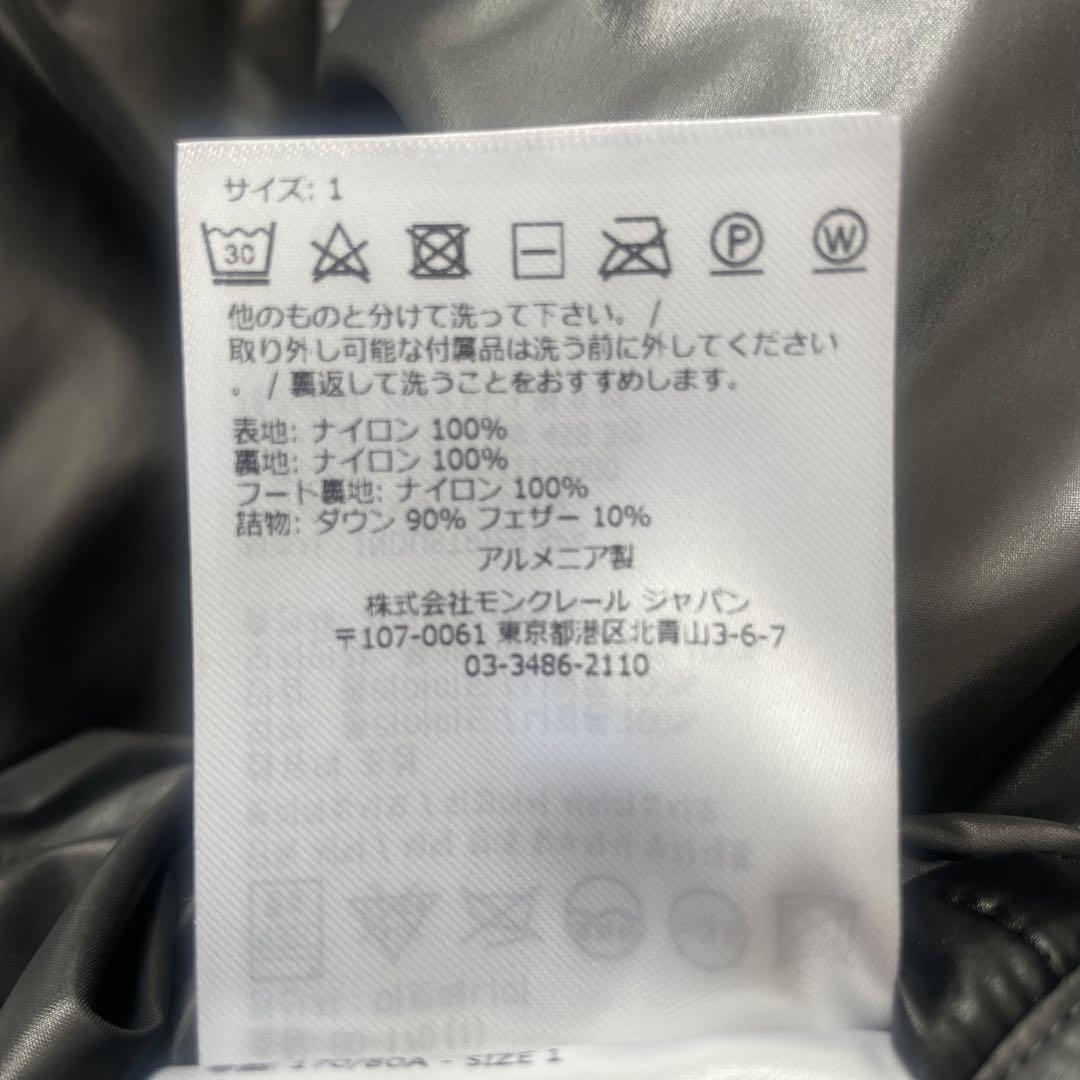 サイズ: 1
30 P W
他のものと分けて洗って下さい。 /
取り外し可能な付属品は洗う前に外してください
。 / 裏返して洗うことをおすすめします。
表地: ナイロン 100%
裏地: ナイロン 100%
フード裏地: ナイロン 100%
詰物: ダウン 90% フェザー 10%
アルメニア製
株式会社モンクレール ジャパン
〒107-0061 東京都港区北青山3-6-7
03-3486-2110
170/80A - SIZE 1